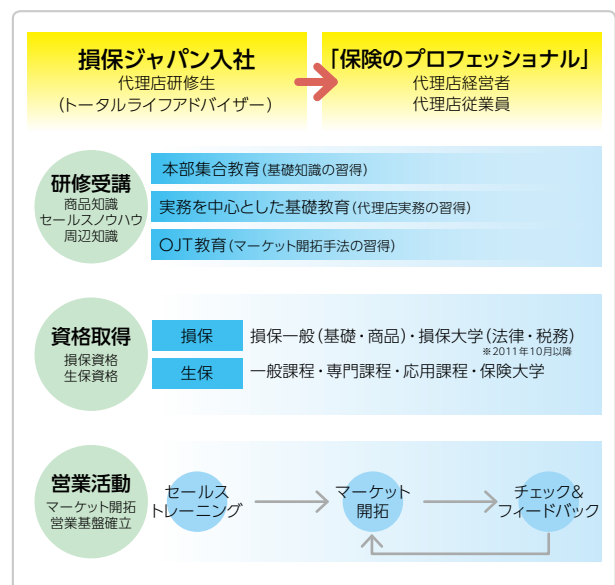 損保ジャパン入社
代理店研修生
(トータルライフアドバイザー)
「保険のプロフェッショナル」
代理店経営者
代理店従業員
研修受講
商品知識
セールスノウハウ
周辺知識
本部集合教育(基礎知識の習得)
実務を中心とした基礎教育(代理店実務の習得)
OJT教育(マーケット開拓手法の習得)
資格取得
損保資格
生保資格
損保 損保一般(基礎・商品)・損保大学(法律・税務)
※2011年10月以降
生保 一般課程・専門課程・応用課程・保険大学
営業活動
マーケット開拓
営業基盤確立
セールス
トレーニング
マーケット
開拓
チェック&
フィードバック